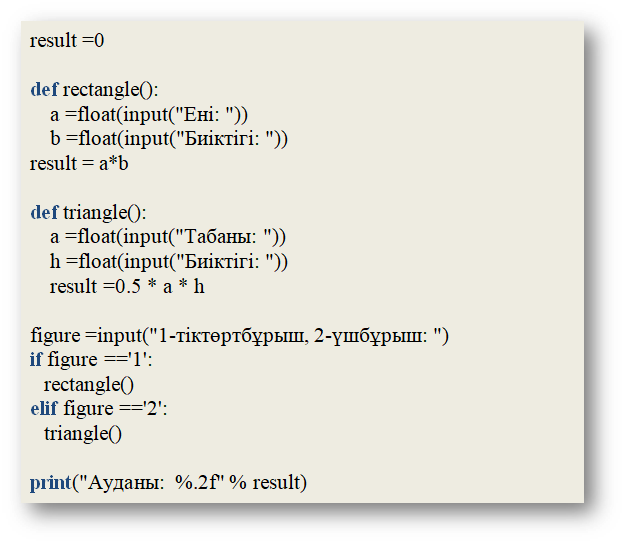 result =0
def rectangle():
a =float(input("Ені: "))
b =float(input("Биіктігі: "))
result = a*b
def triangle():
a =float(input("Табаны: "))
h =float(input("Биіктігі: "))
result =0.5 * a * h
figure =input("1-тіктөртбұрыш, 2-үшбұрыш: ")
if figure =='1':
rectangle()
elif figure =='2':
triangle()
print("Ауданы:  %.2f" % result)